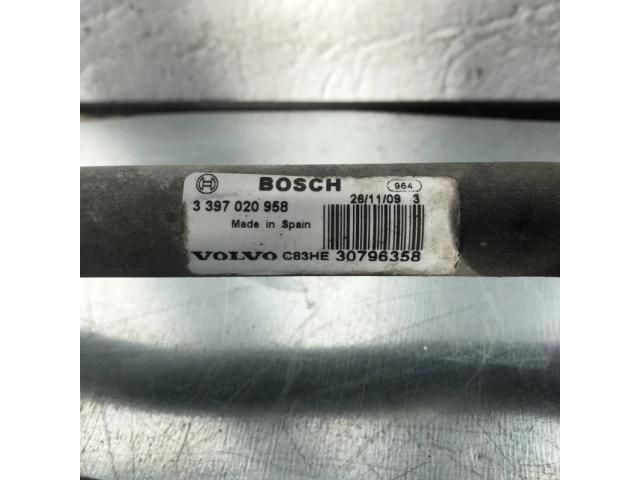 BOSCH 964
3 397 020 958 26/11/09 3
Made in Spain
VOLVO C83HE 30796358